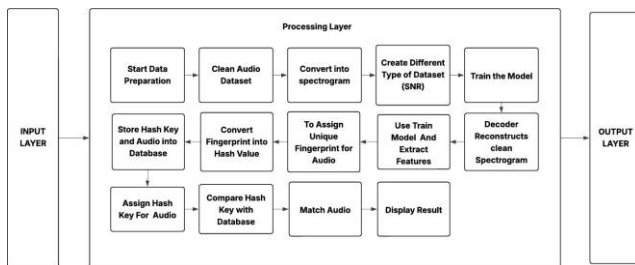 Processing Layer
INPUT
LAYER
Start Data
Preparation
Clean Audio
Dataset
Convert into
spectrogram
Create Different
Type of Dataset
(SNR)
Train the Model
Store Hash Key
and Audio into
Database
Convert
Fingerprint into
Hash Value
To Assign
Unique
Fingerprint for
Audio
Use Train
Model And
Extract
Features
Decoder
Reconstructs
clean
Spectrogram
Assign Hash
Key For Audio
Compare Hash
Key with
Database
Match Audio
Display Result
OUTPUT
LAYER